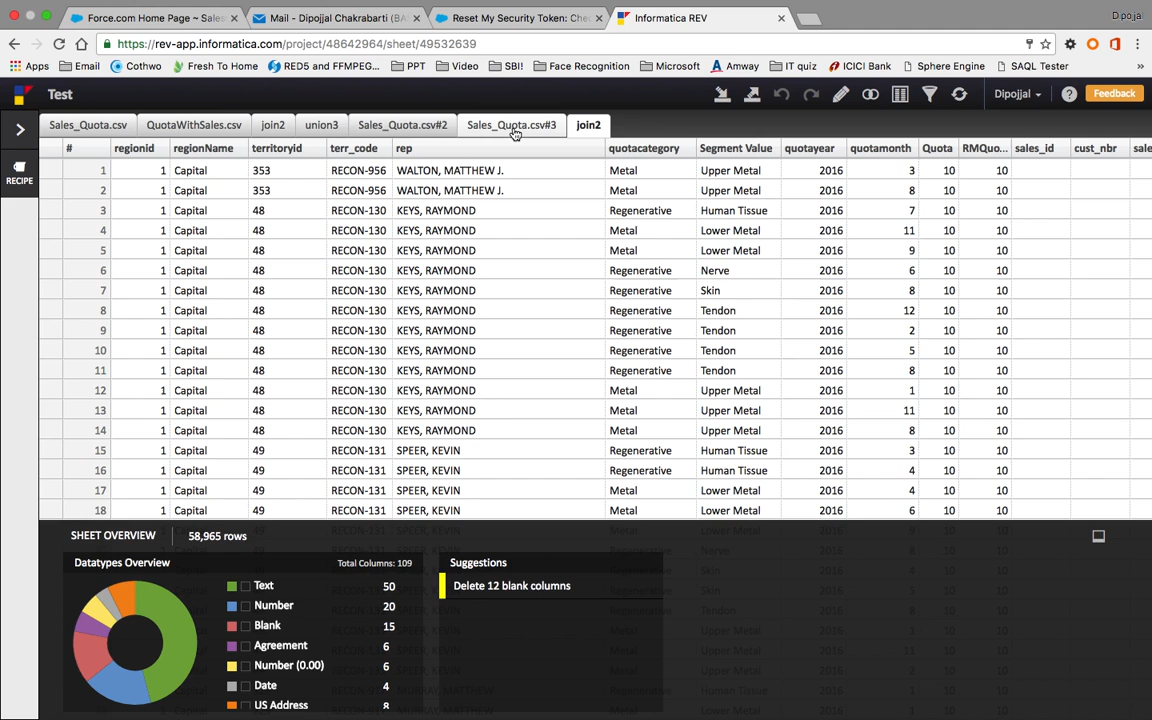 Force.com Home Page ~ Sales
Mail - Dipojjal Chakrabarti (BA
Reset My Security Token: Che
Informatica REV
Dipojjal
https://rev-app.informatica.com/project/48642964/sheet/49532639
Apps Email Cothwo Fresh To Home RED5 and FFMPEG... PPT Video SBI! Face Recognition Microsoft Amway IT quiz ICICI Bank Sphere Engine SAQL Tester »
Test
Dipojjal
Feedback
Sales_Quota.csv QuotaWithSales.csv join2 union3 Sales_Quota.csv#2 Sales_Quota.csv#3 join2
RECIPE
# regionid regionName territoryid terr_code rep quotacategory Segment Value quotayear quotamonth Quota RMQuo... sales_id cust_nbr sale
1 1 Capital 353 RECON-956 WALTON, MATTHEW J. Metal Upper Metal 2016 3 10 10
2 1 Capital 353 RECON-956 WALTON, MATTHEW J. Metal Upper Metal 2016 8 10 10
3 1 Capital 48 RECON-130 KEYS, RAYMOND Regenerative Human Tissue 2016 7 10 10
4 1 Capital 48 RECON-130 KEYS, RAYMOND Metal Lower Metal 2016 11 10 10
5 1 Capital 48 RECON-130 KEYS, RAYMOND Metal Lower Metal 2016 9 10 10
6 1 Capital 48 RECON-130 KEYS, RAYMOND Regenerative Nerve 2016 6 10 10
7 1 Capital 48 RECON-130 KEYS, RAYMOND Regenerative Skin 2016 8 10 10
8 1 Capital 48 RECON-130 KEYS, RAYMOND Regenerative Tendon 2016 12 10 10
9 1 Capital 48 RECON-130 KEYS, RAYMOND Regenerative Tendon 2016 2 10 10
10 1 Capital 48 RECON-130 KEYS, RAYMOND Regenerative Tendon 2016 5 10 10
11 1 Capital 48 RECON-130 KEYS, RAYMOND Regenerative Tendon 2016 8 10 10
12 1 Capital 48 RECON-130 KEYS, RAYMOND Metal Upper Metal 2016 1 10 10
13 1 Capital 48 RECON-130 KEYS, RAYMOND Metal Upper Metal 2016 11 10 10
14 1 Capital 48 RECON-130 KEYS, RAYMOND Metal Upper Metal 2016 8 10 10
15 1 Capital 49 RECON-131 SPEER, KEVIN Regenerative Human Tissue 2016 3 10 10
16 1 Capital 49 RECON-131 SPEER, KEVIN Regenerative Human Tissue 2016 4 10 10
17 1 Capital 49 RECON-131 SPEER, KEVIN Metal Lower Metal 2016 4 10 10
18 1 Capital 49 RECON-131 SPEER, KEVIN Metal Lower Metal 2016 6 10 10
SHEET OVERVIEW 58,965 rows
Datatypes Overview Total Columns: 109
Suggestions
Delete 12 blank columns
Text 50
Number 20
Blank 15
Agreement 6
Number (0.00) 6
Date 4
US Address 8